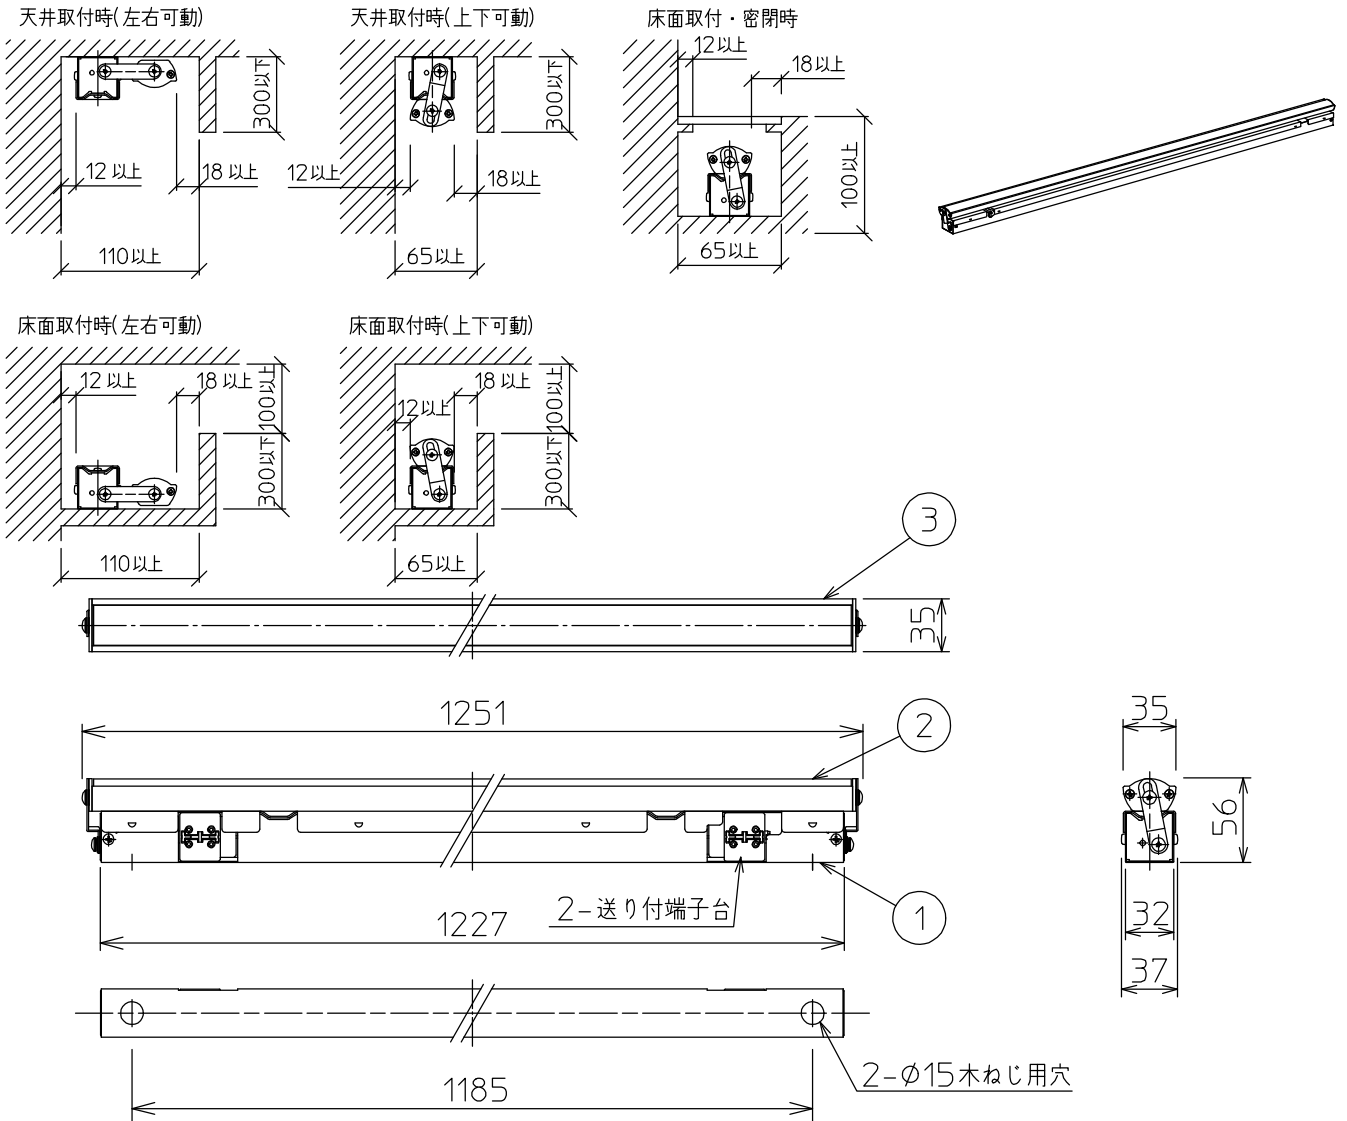 天井取付時(左右可動)
300以下
12 以上
18 以上
110以上
天井取付時(上下可動)
300以下
12以上
18以上
65以上
床面取付・密閉時
12以上
18以上
100以上
65以上
床面取付時(左右可動)
12 以上
18 以上
100以上
300以下
110以上
床面取付時(上下可動)
12以上
18 以上
100以上
300以下
65以上
3
35
1251
2
2-送り付端子台
1
1227
35
56
32
37
1185
2-φ15木ねじ用穴